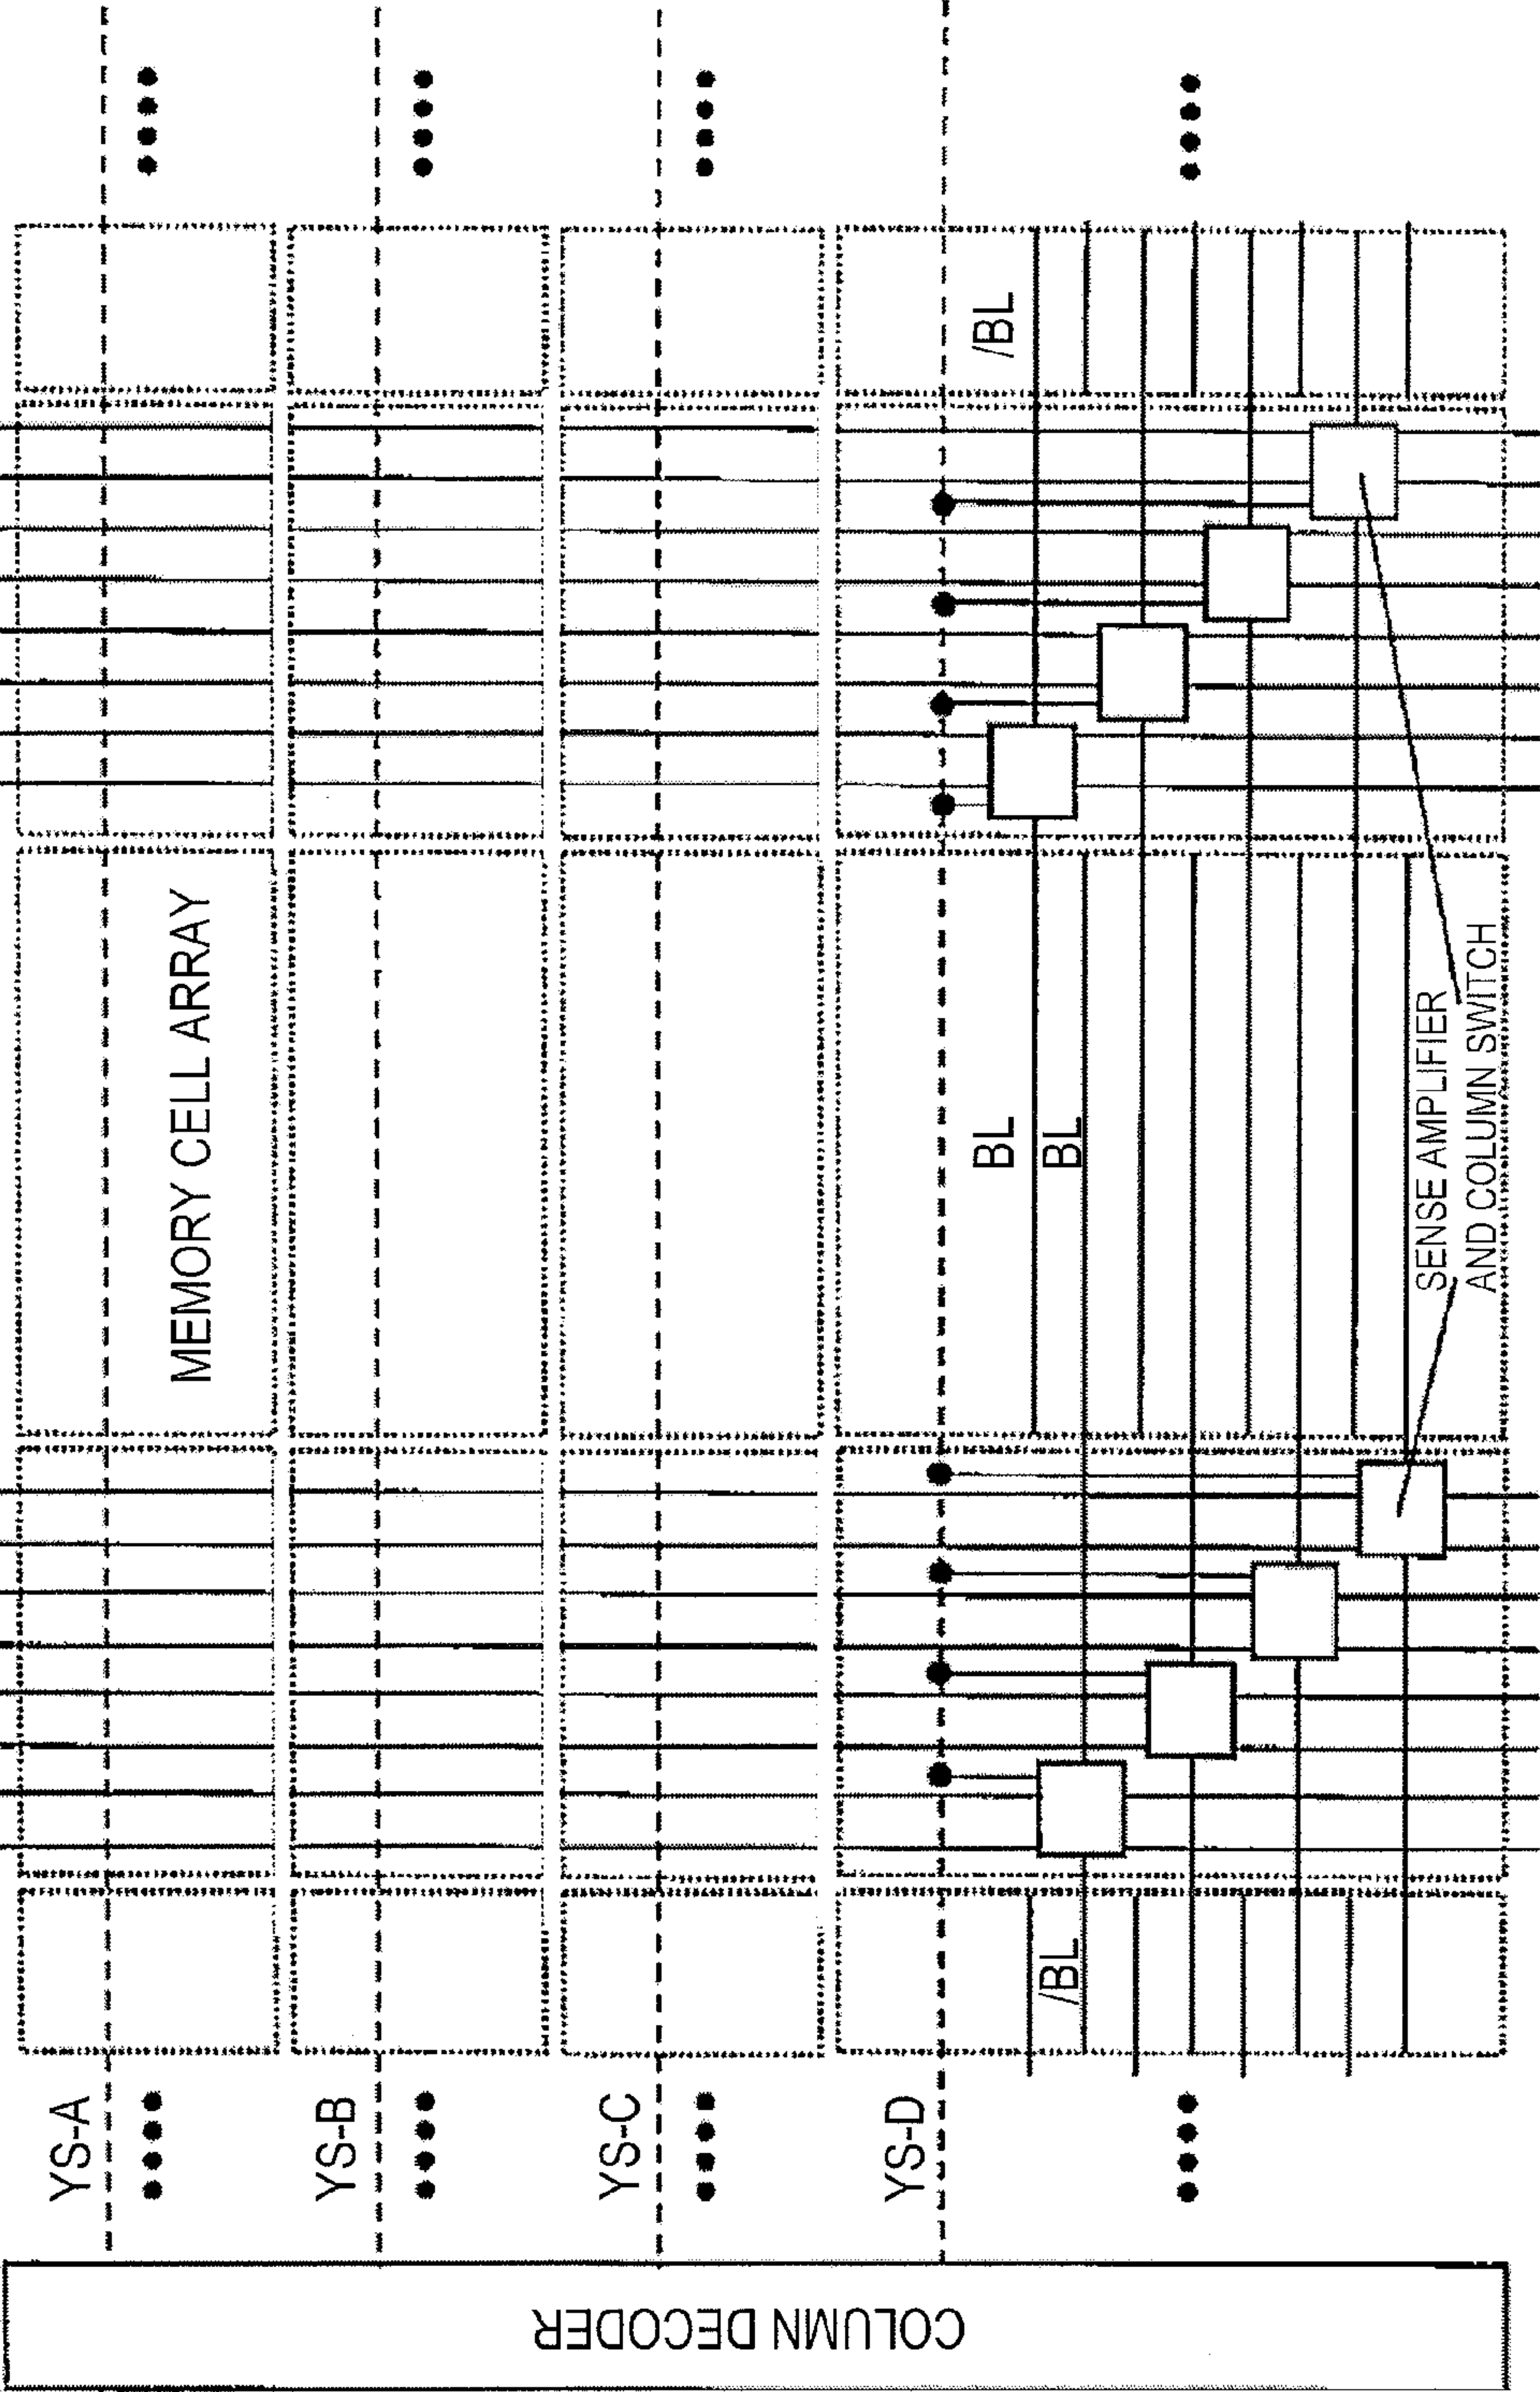 YS-A
YS-B
YS-C
YS-D
MEMORY CELL ARRAY
/BL
BL
BL
/BL
SENSE AMPLIFIER
AND COLUMN SWITCH
COLUMN DECODER